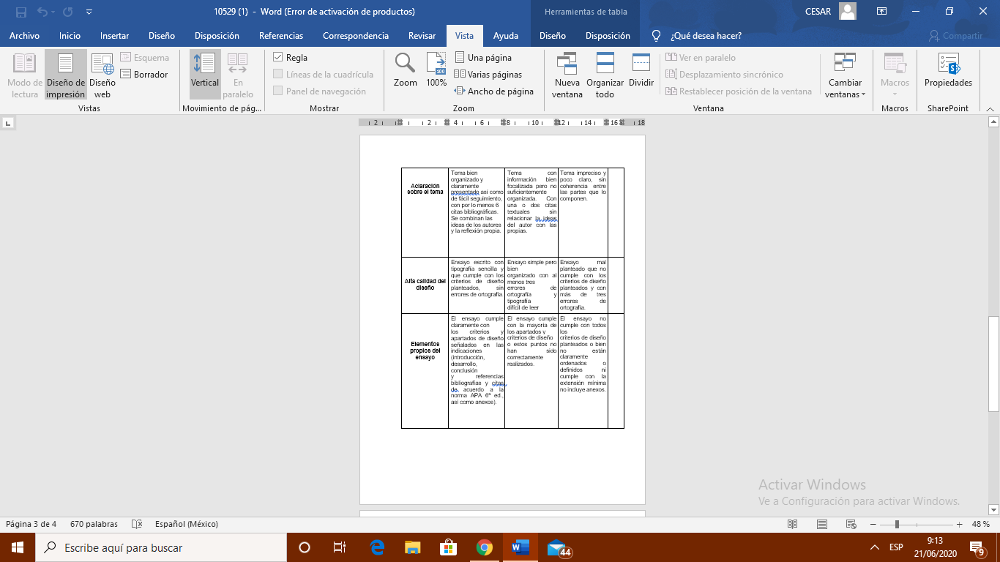 10529 (1) - Word (Error de activación de productos)
Herramientas de tabla
CESAR
Archivo Inicio Insertar Diseño Disposición Referencias Correspondencia Revisar Vista Ayuda Diseño Disposición ¿Qué desea hacer? Compartir
Modo de lectura
Diseño de impresión
Diseño web
Esquema
Borrador
Vistas
Vertical
En paralelo
Movimiento de pág...
Regla
Líneas de la cuadrícula
Panel de navegación
Mostrar
Zoom
100
100%
Una página
Varias páginas
Ancho de página
Zoom
Nueva ventana
Organizar todo
Dividir
Ver en paralelo
Desplazamiento sincrónico
Restablecer posición de la ventana
Ventana
Cambiar ventanas
Macros
Macros
Propiedades
SharePoint
2 2 4 6 8 10 12 14 16 18
Aclaración
sobre el tema
Tema bien
organizado y
claramente
presentado así como
de fácil seguimiento,
con por lo menos 6
citas bibliográficas.
Se combinan las
ideas de los autores
y la reflexión propia.
Tema con
información bien
focalizada pero no
suficientemente
organizada. Con
una o dos citas
textuales sin
relacionar la ideas
del autor con las
propias.
Tema impreciso y
poco claro, sin
coherencia entre
las partes que lo
componen.
Alta calidad del
diseño
Ensayo escrito con
tipografía sencilla y
que cumple con los
criterios de diseño
planteados, sin
errores de ortografía.
Ensayo simple pero
bien
organizado con al
menos tres
errores de
ortografía y
tipografía
difícil de leer
Ensayo mal
planteado que no
cumple con los
criterios de diseño
planteados y con
más de tres
errores de
ortografía.
Elementos
propios del
ensayo
El ensayo cumple
claramente con
los criterios y
apartados de diseño
señalados en las
indicaciones
(introducción,
desarrollo,
conclusión
y referencias
bibliografías y citas
de acuerdo a la
norma APA 6ª ed.,
así como anexos).
El ensayo cumple
con la mayoría de
los apartados y
criterios de diseño
o estos puntos no
han sido
correctamente
realizados.
El ensayo no
cumple con todos
los
criterios de diseño
planteados o bien
no están
claramente
ordenados o
definidos ni
cumple con la
extensión mínima
no incluye anexos.
Activar Windows
Ve a Configuración para activar Windows.
Página 3 de 4 670 palabras Español (México) 48 %
Escribe aquí para buscar
44
ESP
9:13
21/06/2020
9